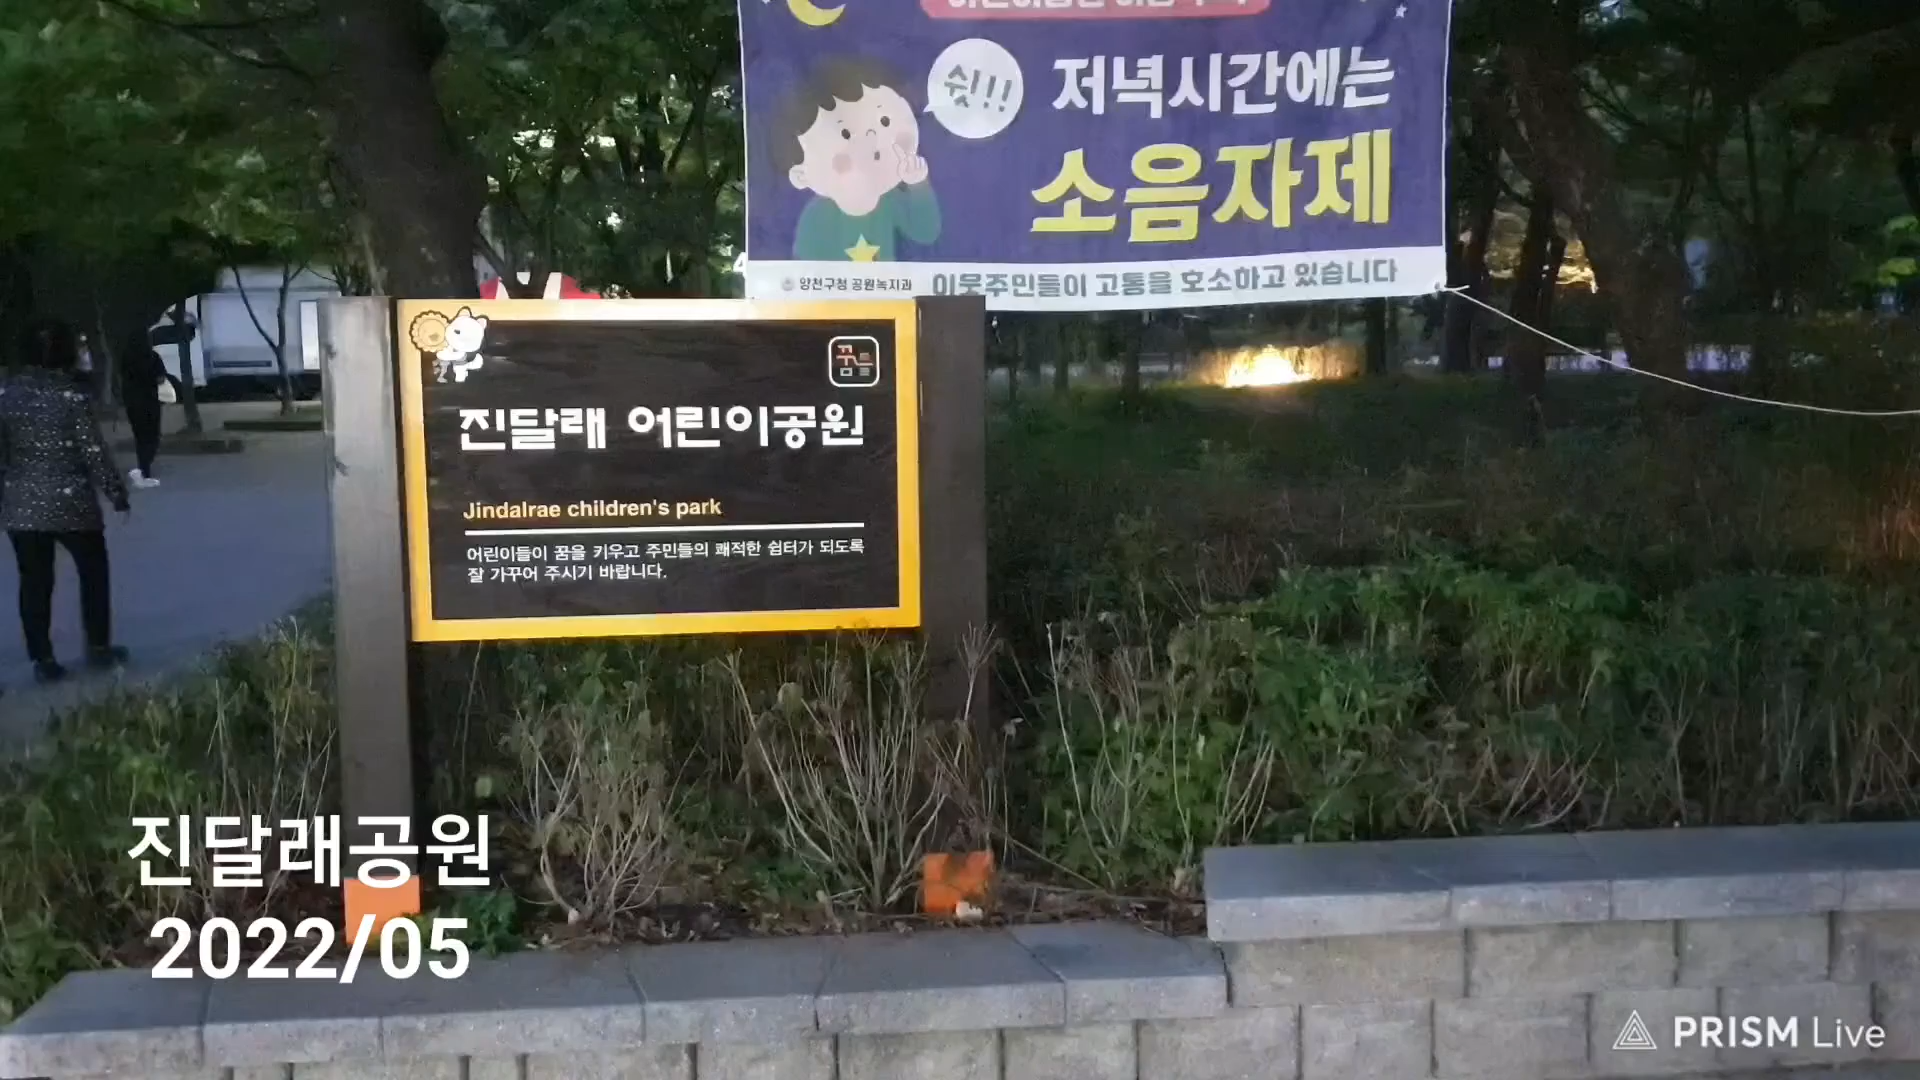 쉿!!
저녁시간에는
소음자제
양천구청 공원녹지과
이웃주민들이 고통을 호소하고 있습니다
꿈틀
진달래 어린이공원
Jindalrae children's park
어린이들이 꿈을 키우고 주민들의 쾌적한 쉼터가 되도록
잘 가꾸어 주시기 바랍니다.
진달래공원
2022/05
PRISM Live